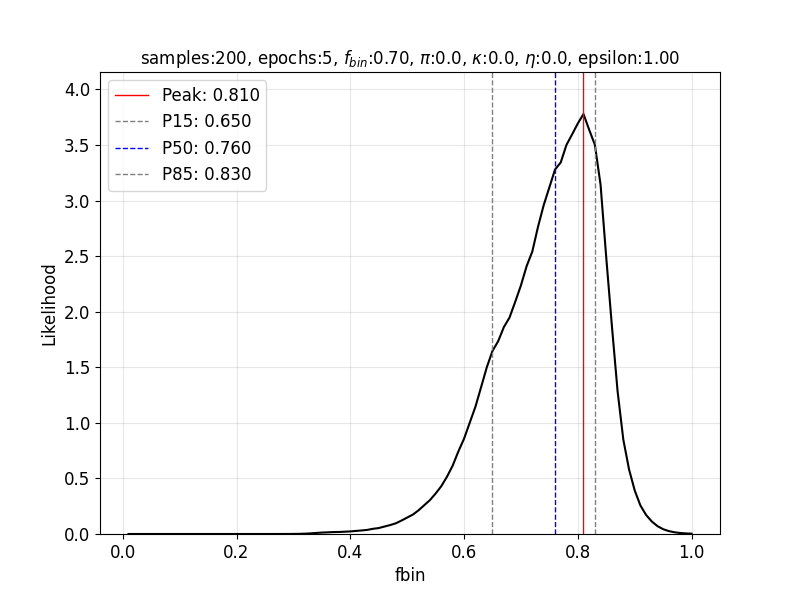 samples:200, epochs:5, f_bin:0.70, π:0.0, κ:0.0, η:0.0, epsilon:1.00
Peak: 0.810
P15: 0.650
P50: 0.760
P85: 0.830
4.0
3.5
3.0
2.5
2.0
1.5
1.0
0.5
0.0
Likelihood
0.0 0.2 0.4 0.6 0.8 1.0
fbin